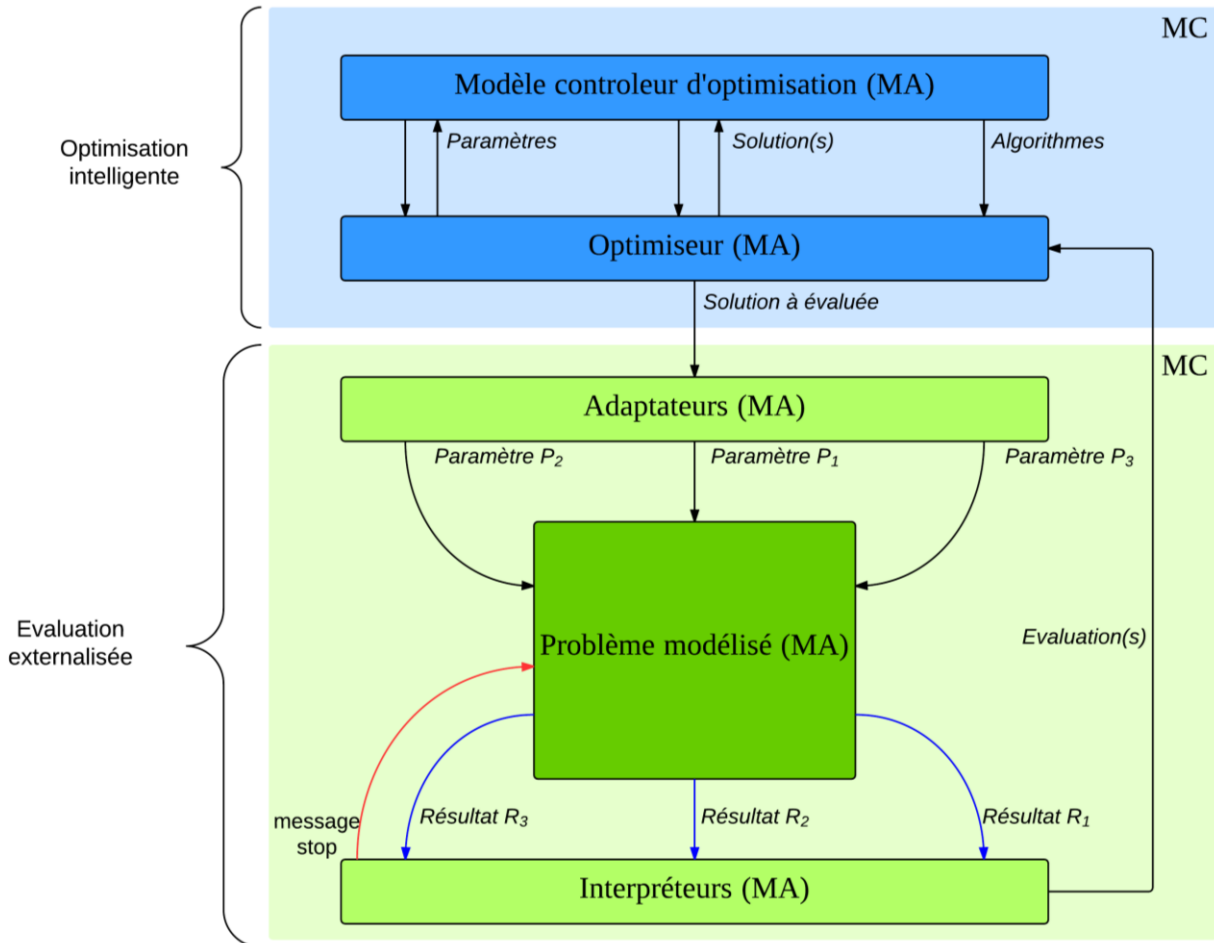 MC
Modèle controleur d'optimisation (MA)
Optimisation
intelligente
Paramètres
Solution(s)
Algorithmes
Optimiseur (MA)
Solution à évaluée
MC
Adaptateurs (MA)
Paramètre P2
Paramètre P1
Paramètre P3
Evaluation
externalisée
Problème modélisé (MA)
Evaluation(s)
message
stop
Résultat R3
Résultat R2
Résultat R1
Interpréteurs (MA)